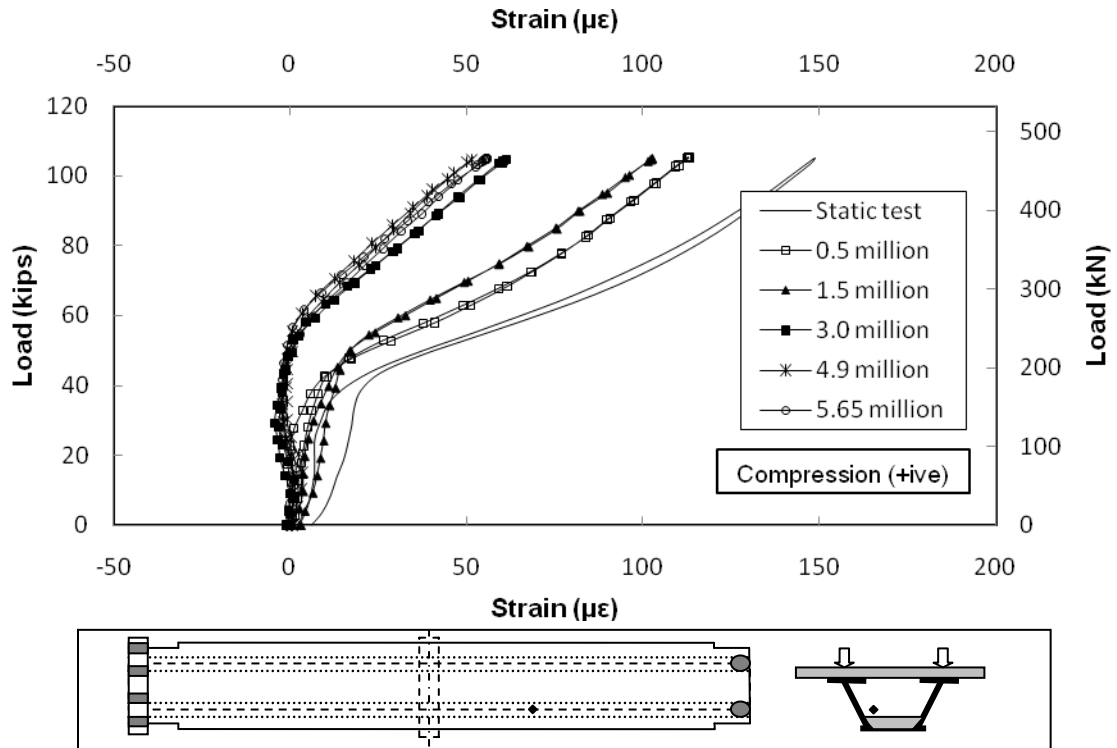 Strain (με)
-50 0 50 100 150 200
120
100
80
60
40
20
0
Load (kips)
500
400
300
200
100
0
Load (kN)
Static test
0.5 million
1.5 million
3.0 million
4.9 million
5.65 million
Compression (+ive)
-50 0 50 100 150 200
Strain (με)